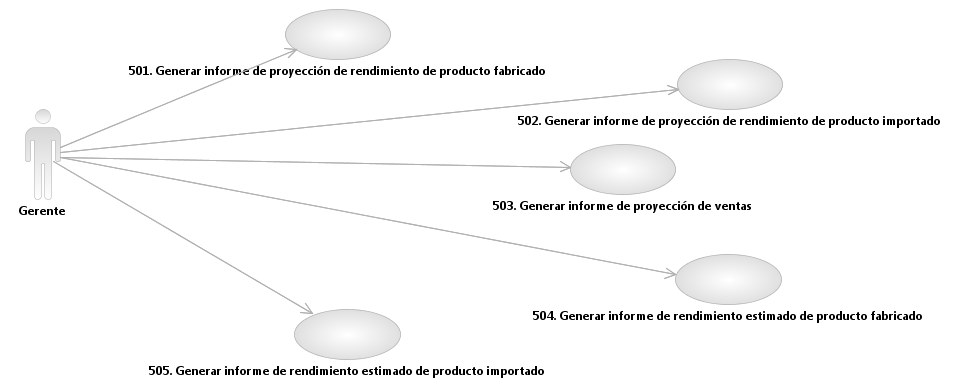 501. Generar informe de proyección de rendimiento de producto fabricado
502. Generar informe de proyección de rendimiento de producto importado
503. Generar informe de proyección de ventas
Gerente
504. Generar informe de rendimiento estimado de producto fabricado
505. Generar informe de rendimiento estimado de producto importado